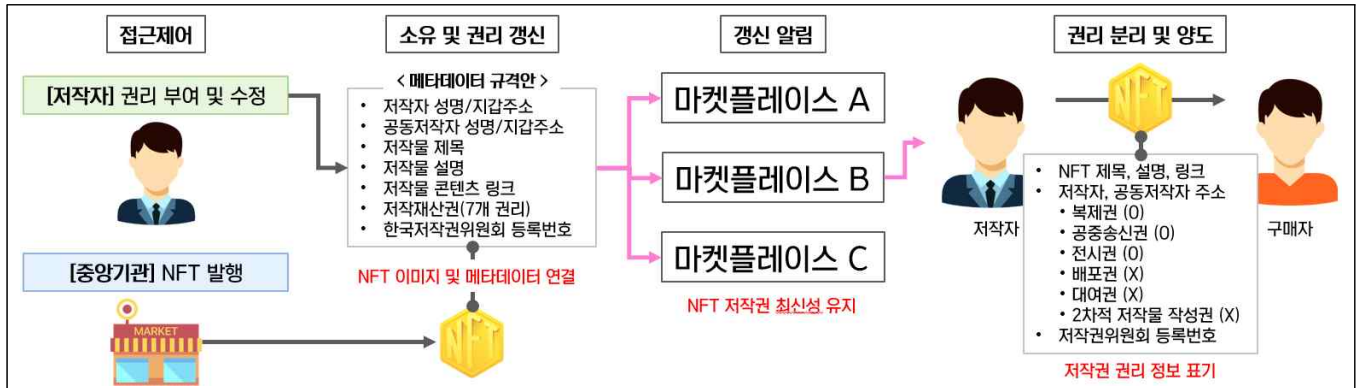 접근제어
[저작자] 권리 부여 및 수정
[중앙기관] NFT 발행
MARKET
소유 및 권리 갱신
< 메타데이터 규격안 >
• 저작자 성명/지갑주소
• 공동저작자 성명/지갑주소
• 저작물 제목
• 저작물 설명
• 저작물 콘텐츠 링크
• 저작재산권(7개 권리)
• 한국저작권위원회 등록번호
NFT 이미지 및 메타데이터 연결
NFT
갱신 알림
마켓플레이스 A
마켓플레이스 B
마켓플레이스 C
NFT 저작권 최신성 유지
권리 분리 및 양도
NFT
저작자
구매자
• NFT 제목, 설명, 링크
• 저작자, 공동저작자 주소
• 복제권 (O)
• 공중송신권 (O)
• 전시권 (O)
• 배포권 (X)
• 대여권 (X)
• 2차적 저작물 작성권 (X)
• 저작권위원회 등록번호
저작권 권리 정보 표기